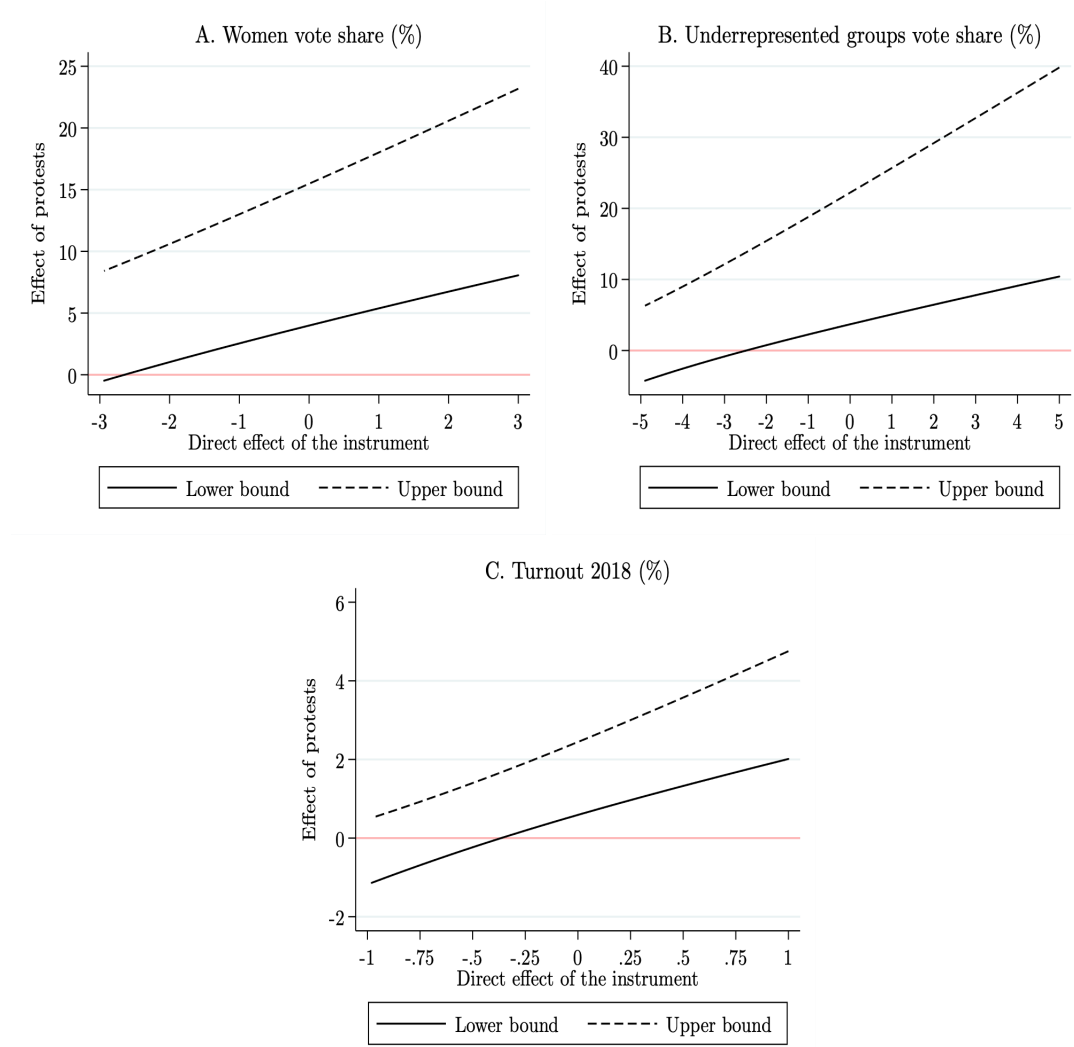 A. Women vote share (%)
Effect of protests
25
20
15
10
5
0
-3 -2 -1 0 1 2 3
Direct effect of the instrument
Lower bound Upper bound
B. Underrepresented groups vote share (%)
Effect of protests
40
30
20
10
0
-5 -4 -3 -2 -1 0 1 2 3 4 5
Direct effect of the instrument
Lower bound Upper bound
C. Turnout 2018 (%)
Effect of protests
6
4
2
0
-2
-1 -.75 -.5 -.25 0 .25 .5 .75 1
Direct effect of the instrument
Lower bound Upper bound